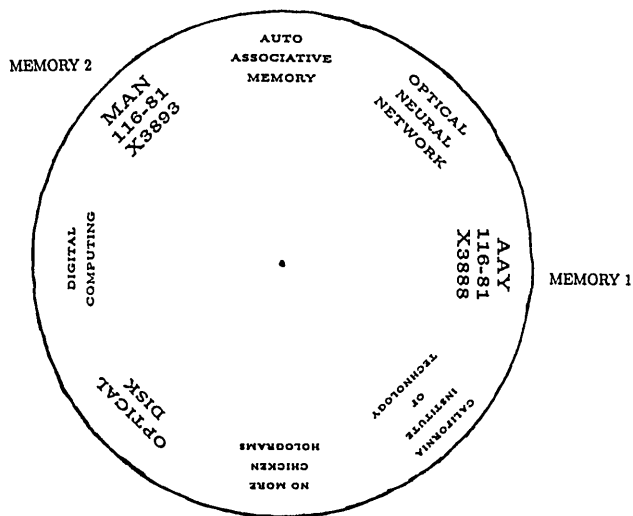 AUTO
ASSOCIATIVE
MEMORY
OPTICAL
NEURAL
NETWORK
MEMORY 1
AAY
116-81
X3888
CALIFORNIA
INSTITUTE
OF
TECHNOLOGY
NO MORE
CHICKEN
HOLOGRAMS
OPTICAL
DISK
DIGITAL
COMPUTING
MEMORY 2
MAN
116-81
X3893